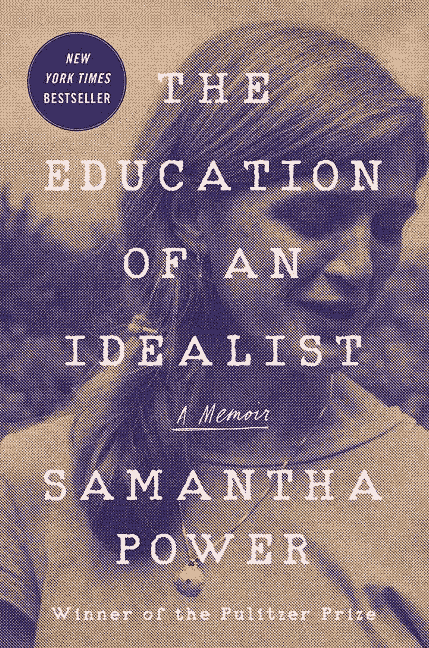 NEW
YORK TIMES
BESTSELLER
THE
EDUCATION
OF AN
IDEALIST
A Memoir
SAMANTHA
POWER
Winner of the Pulitzer Prize